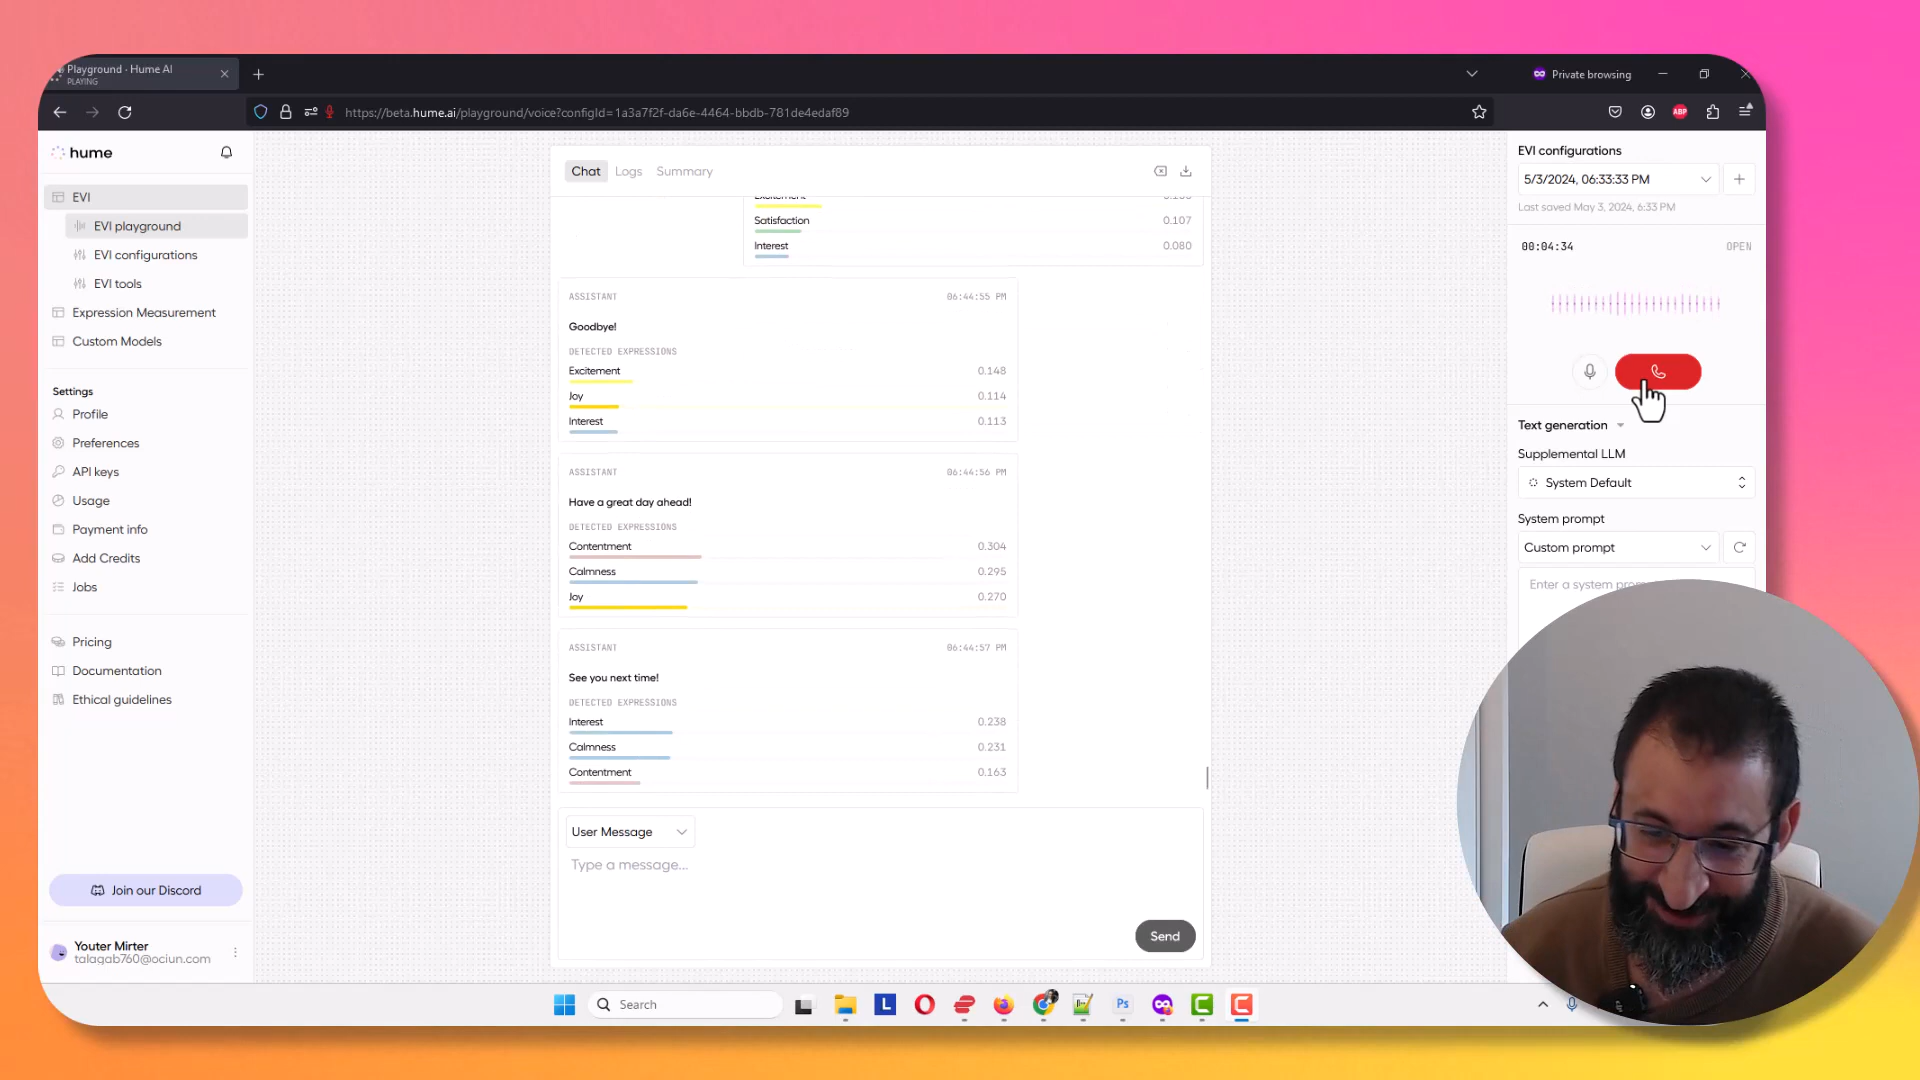 Playground - Hume AI
PLAYING
Private browsing
https://beta.hume.ai/playground/voice?configId=1a3a7f2f-da6e-4464-bbdb-781de4edaf89
ABP
hume
EVI
EVI playground
EVI configurations
EVI tools
Expression Measurement
Custom Models
Settings
Profile
Preferences
API keys
Usage
Payment info
Add Credits
Jobs
Pricing
Documentation
Ethical guidelines
Join our Discord
Youter Mirter
talagab760@ociun.com
Chat Logs Summary
Satisfaction 0.107
Interest 0.080
ASSISTANT 06:44:55 PM
Goodbye!
DETECTED EXPRESSIONS
Excitement 0.148
Joy 0.114
Interest 0.113
ASSISTANT 06:44:56 PM
Have a great day ahead!
DETECTED EXPRESSIONS
Contentment 0.304
Calmness 0.295
Joy 0.270
ASSISTANT 06:44:57 PM
See you next time!
DETECTED EXPRESSIONS
Interest 0.238
Calmness 0.231
Contentment 0.163
User Message
Type a message...
Send
EVI configurations
5/3/2024, 06:33:33 PM
Last saved May 3, 2024, 6:33 PM
00:04:34 OPEN
Text generation
Supplemental LLM
System Default
System prompt
Custom prompt
Enter a system
Search
L
Ps